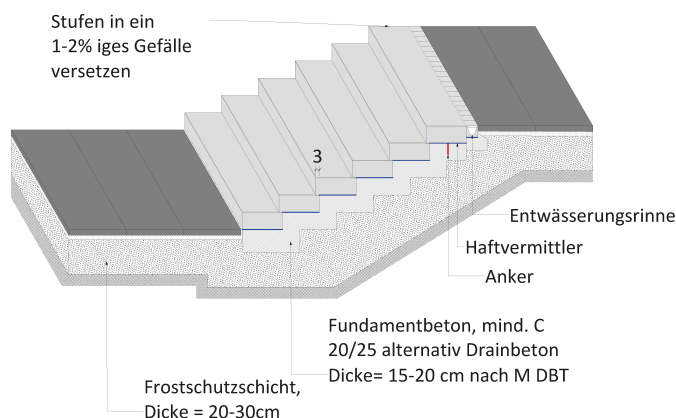 Stufen in ein
1-2% iges Gefälle
versetzen
3
Entwässerungsrinne
Haftvermittler
Anker
Fundamentbeton, mind. C
20/25 alternativ Drainbeton
Dicke= 15-20 cm nach M DBT
Frostschutzschicht,
Dicke = 20-30cm